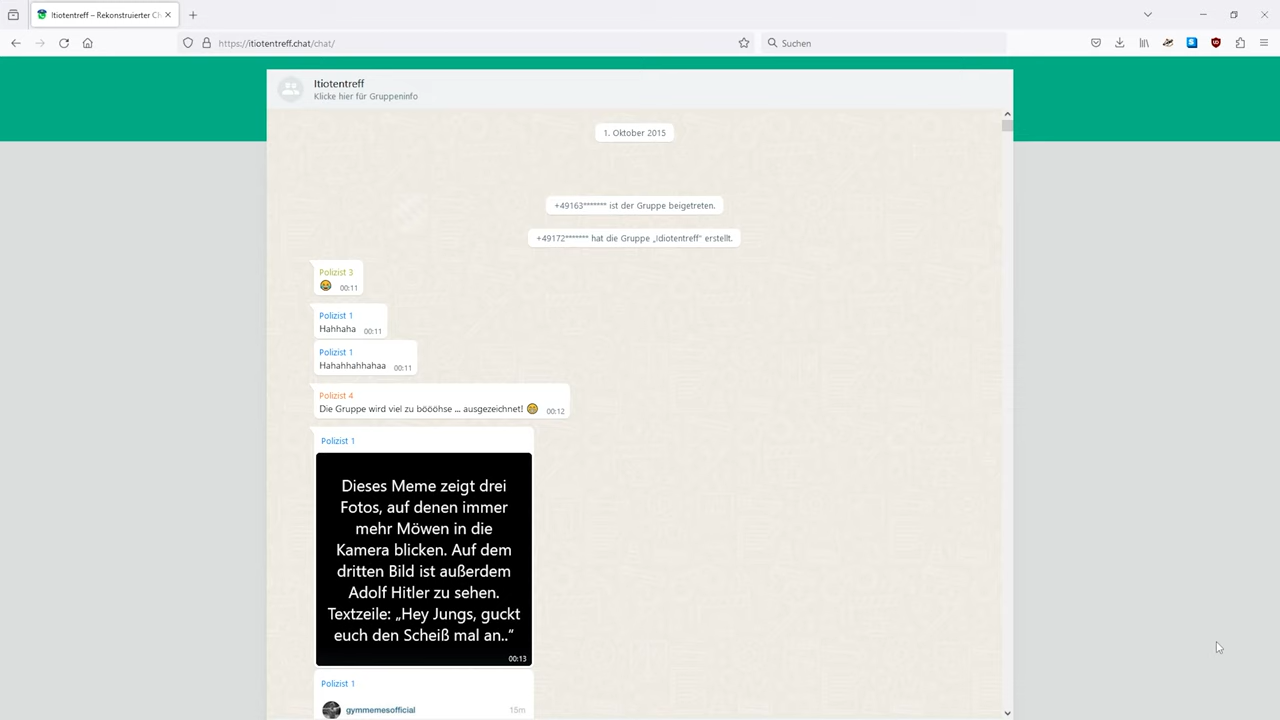 Itiotentreff – Rekonstruierter Ch
https://itiotentreff.chat/chat/
Suchen
Itiotentreff
Klicke hier für Gruppeninfo
1. Oktober 2015
+49163******* ist der Gruppe beigetreten.
+49172******* hat die Gruppe „Idiotentreff“ erstellt.
Polizist 3
😂 00:11
Polizist 1
Hahhaha 00:11
Polizist 1
Hahahhahhahaa 00:11
Polizist 4
Die Gruppe wird viel zu böööhse ... ausgezeichnet! 😁 00:12
Polizist 1
Dieses Meme zeigt drei
Fotos, auf denen immer
mehr Möwen in die
Kamera blicken. Auf dem
dritten Bild ist außerdem
Adolf Hitler zu sehen.
Textzeile: „Hey Jungs, guckt
euch den Scheiß mal an..“
00:13
Polizist 1
gymmemesofficial 15m